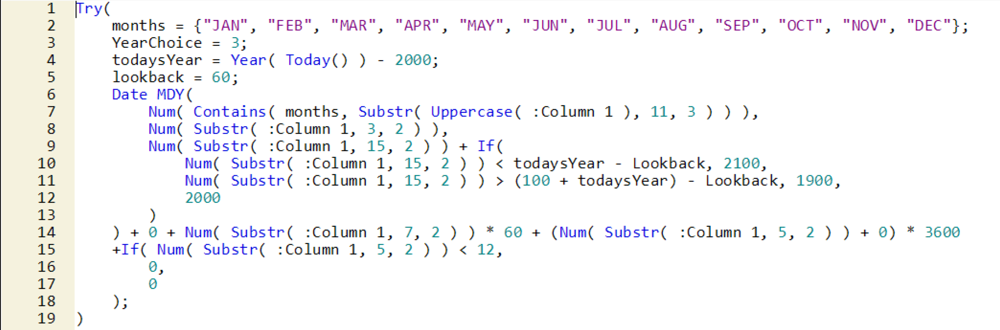 1 Try(
2 months = {"JAN", "FEB", "MAR", "APR", "MAY", "JUN", "JUL", "AUG", "SEP", "OCT", "NOV", "DEC"};
3 YearChoice = 3;
4 todaysYear = Year( Today() ) - 2000;
5 lookback = 60;
6 Date MDY(
7 Num( Contains( months, Substr( Uppercase( :Column 1 ), 11, 3 ) ) ),
8 Num( Substr( :Column 1, 3, 2 ) ),
9 Num( Substr( :Column 1, 15, 2 ) ) + If(
10 Num( Substr( :Column 1, 15, 2 ) ) < todaysYear - Lookback, 2100,
11 Num( Substr( :Column 1, 15, 2 ) ) > (100 + todaysYear) - Lookback, 1900,
12 2000
13 )
14 ) + 0 + Num( Substr( :Column 1, 7, 2 ) ) * 60 + (Num( Substr( :Column 1, 5, 2 ) ) + 0) * 3600
15 +If( Num( Substr( :Column 1, 5, 2 ) ) < 12,
16 0,
17 0
18 );
19 )